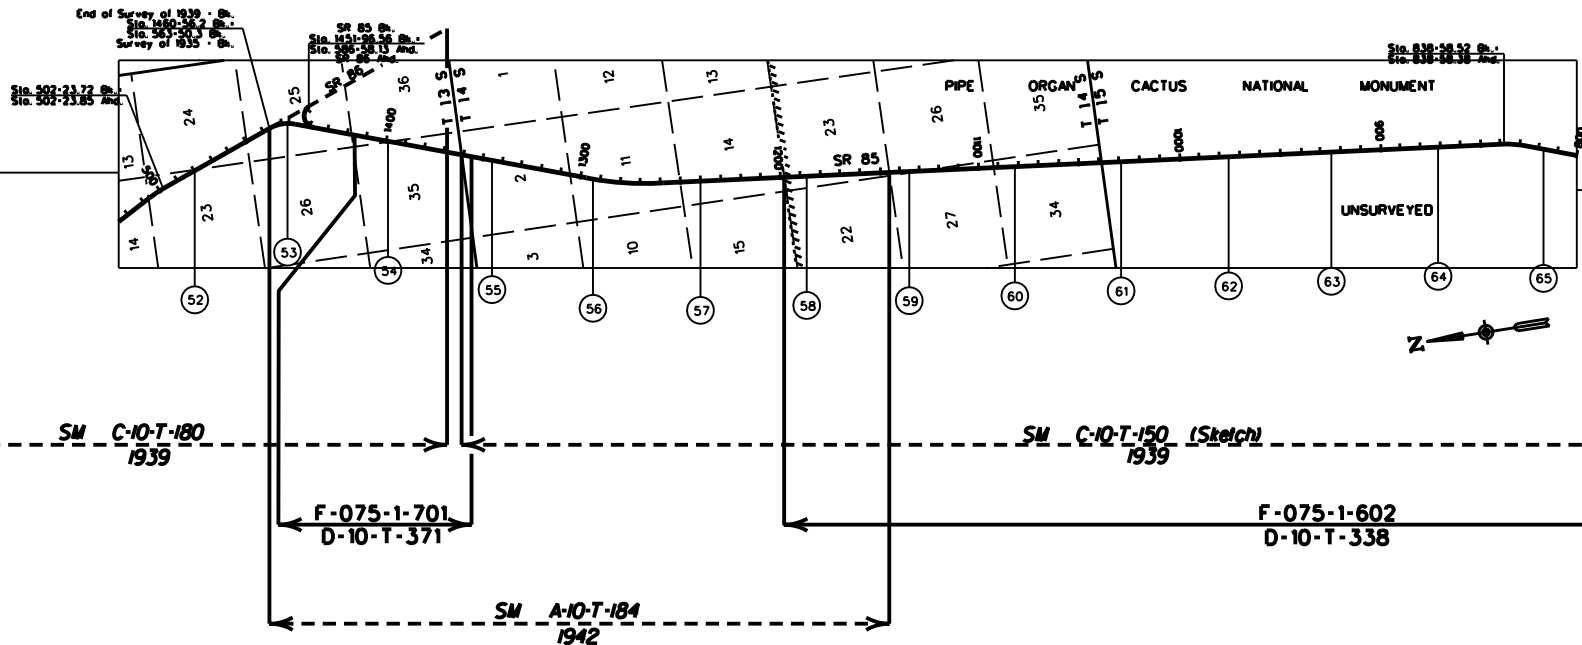 End of Survey of 1939 - Bk.
Sta. 1460+56.2 Bk.=
Sta. 563+50.3 Bk.
Survey of 1935 - Bk.
SR 85 Bk.
Sta. 1451+96.56 Bk.=
Sta. 586+58.13 Ahd.
SR 86 Ahd.
Sta. 838+58.52 Bk.=
Sta. 838+58.38 Ahd.
Sta. 502+23.72 Bk.=
Sta. 502+23.85 Ahd.
SR 86
T 13 S
T 14 S
T 14 S
T 15 S
PIPE ORGAN CACTUS NATIONAL MONUMENT
24 25 36 1 12 13 23 26 35
13 500 1400 1300 11 14 1200 SR 85 1100 1000 900 800
14 23 26 35 34 2 3 10 15 22 27 34
UNSURVEYED
52 53 54 55 56 57 58 59 60 61 62 63 64 65
Z
SM C-10-T-180
1939
SM C-10-T-150 (Sketch)
1939
F-075-1-701
D-10-T-371
F-075-1-602
D-10-T-338
SM A-10-T-184
1942